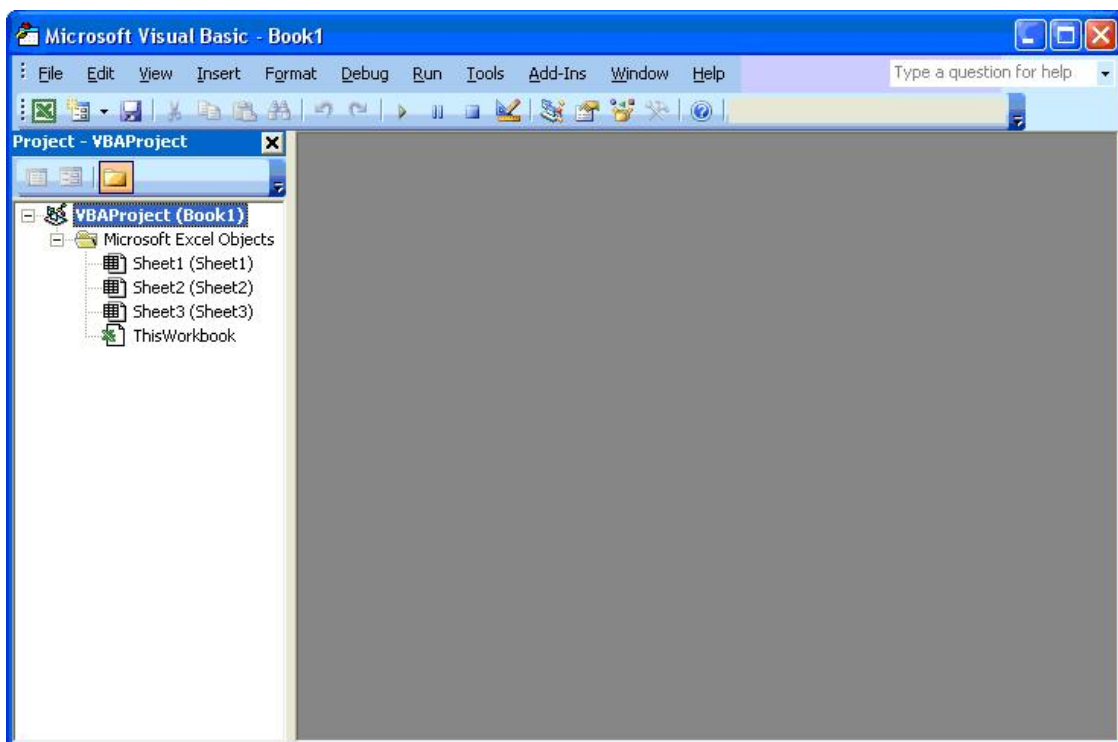 Microsoft Visual Basic - Book1
File Edit View Insert Format Debug Run Tools Add-Ins Window Help Type a question for help
Project - VBAProject
VBAProject (Book1)
Microsoft Excel Objects
Sheet1 (Sheet1)
Sheet2 (Sheet2)
Sheet3 (Sheet3)
ThisWorkbook